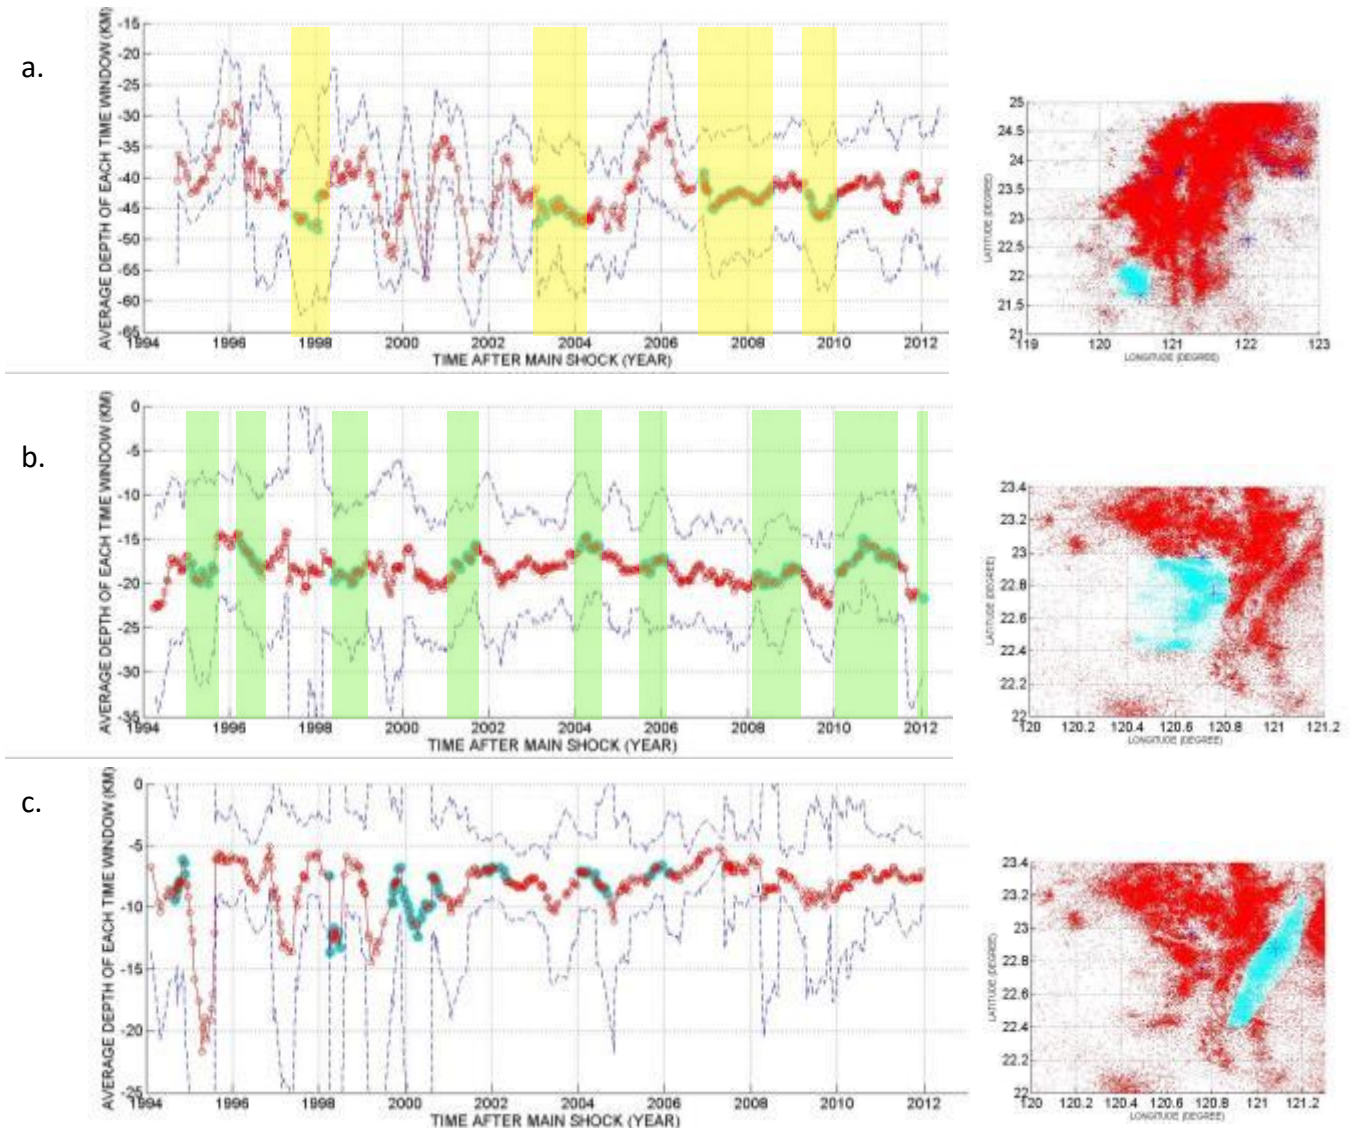 a.
AVERAGE DEPTH OF EACH TIME WINDOW (KM)
-15
-20
-25
-30
-35
-40
-45
-50
-55
-60
-65
1994 1996 1998 2000 2002 2004 2006 2008 2010 2012
TIME AFTER MAIN SHOCK (YEAR)
LATITUDE (DEGREE)
25
24.5
24
23.5
23
22.5
22
21.5
21
119 120 121 122 123
LONGITUDE (DEGREE)
b.
AVERAGE DEPTH OF EACH TIME WINDOW (KM)
0
-5
-10
-15
-20
-25
-30
-35
1994 1996 1998 2000 2002 2004 2006 2008 2010 2012
TIME AFTER MAIN SHOCK (YEAR)
LATITUDE (DEGREE)
23.4
23.2
23
22.8
22.6
22.4
22.2
22
120 120.2 120.4 120.6 120.8 121 121.2
LONGITUDE (DEGREE)
c.
AVERAGE DEPTH OF EACH TIME WINDOW (KM)
0
-5
-10
-15
-20
-25
1994 1996 1998 2000 2002 2004 2006 2008 2010 2012
TIME AFTER MAIN SHOCK (YEAR)
LATITUDE (DEGREE)
23.4
23.2
23
22.8
22.6
22.4
22.2
22
120 120.2 120.4 120.6 120.8 121 121.2
LONGITUDE (DEGREE)